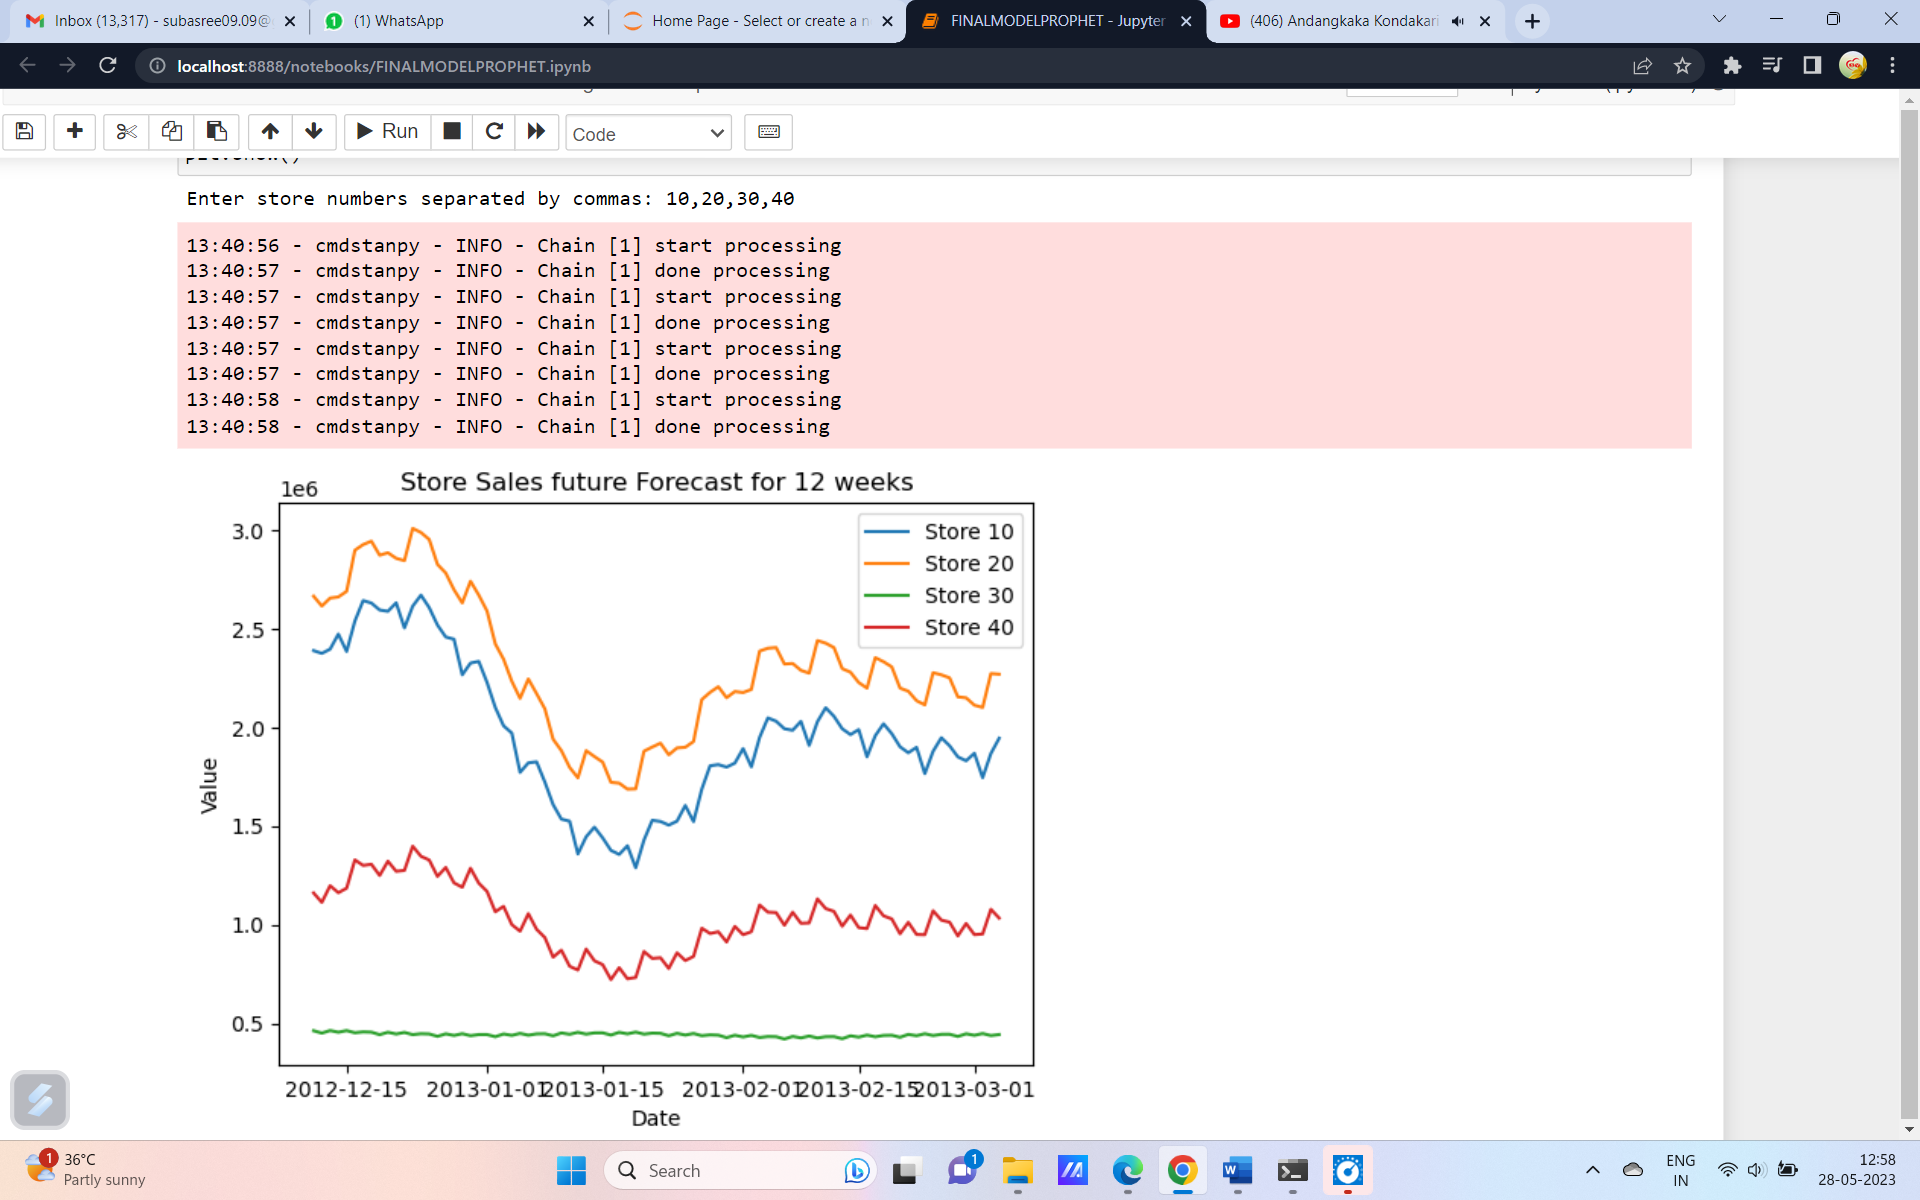 Inbox (13,317) - subasree09.09@
(1) WhatsApp
Home Page - Select or create a n
FINALMODELPROPHET - Jupyter
(406) Andangkaka Kondakari
localhost:8888/notebooks/FINALMODELPROPHET.ipynb
Run
Code
Enter store numbers separated by commas: 10,20,30,40
13:40:56 - cmdstanpy - INFO - Chain [1] start processing
13:40:57 - cmdstanpy - INFO - Chain [1] done processing
13:40:57 - cmdstanpy - INFO - Chain [1] start processing
13:40:57 - cmdstanpy - INFO - Chain [1] done processing
13:40:57 - cmdstanpy - INFO - Chain [1] start processing
13:40:57 - cmdstanpy - INFO - Chain [1] done processing
13:40:58 - cmdstanpy - INFO - Chain [1] start processing
13:40:58 - cmdstanpy - INFO - Chain [1] done processing
Store Sales future Forecast for 12 weeks
1e6
3.0
2.5
2.0
1.5
1.0
0.5
Value
Store 10
Store 20
Store 30
Store 40
2012-12-15
2013-01-01
2013-01-15
2013-02-01
2013-02-15
2013-03-01
Date
1
36°C
Partly sunny
Search
1
ENG
IN
12:58
28-05-2023